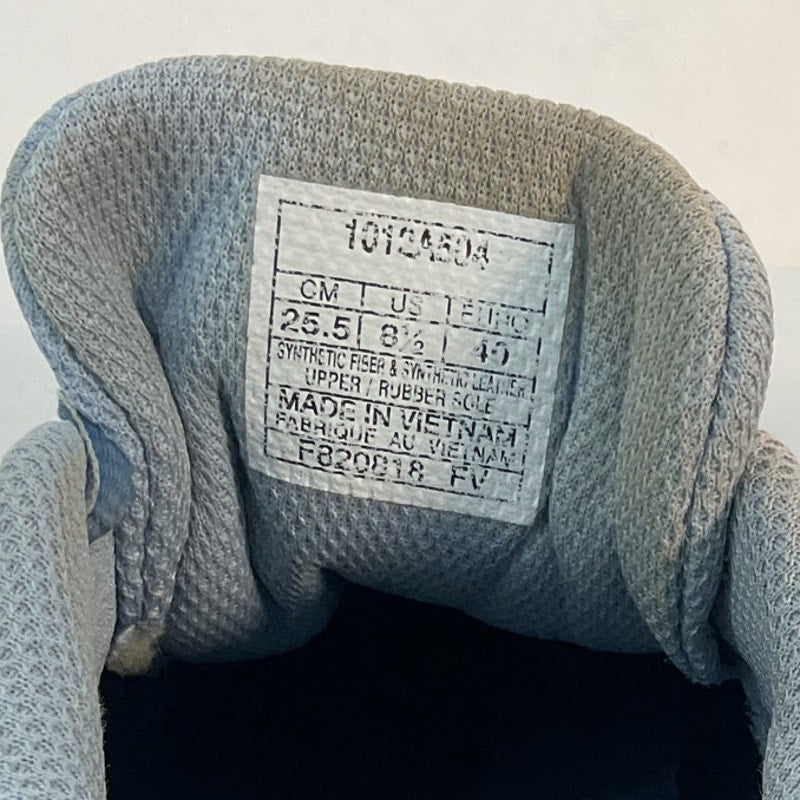 1012A504
CM US EURO
25.5 8½ 40
SYNTHETIC FIBER & SYNTHETIC LEATHER
UPPER / RUBBER SOLE
MADE IN VIETNAM
FABRIQUE AU VIETNAM
F820818 FV